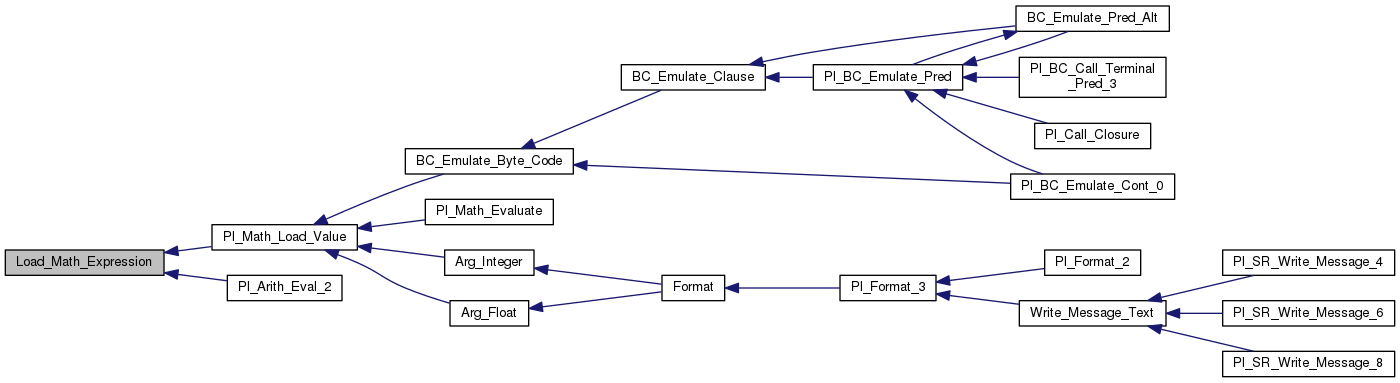 BC_Emulate_Pred_Alt
BC_Emulate_Clause
Pl_BC_Emulate_Pred
Pl_BC_Call_Terminal
_Pred_3
Pl_Call_Closure
BC_Emulate_Byte_Code
Pl_BC_Emulate_Cont_0
Pl_Math_Evaluate
Pl_Math_Load_Value
Load_Math_Expression
Arg_Integer
Pl_Format_2
Pl_SR_Write_Message_4
Pl_Arith_Eval_2
Format
Pl_Format_3
Arg_Float
Write_Message_Text
Pl_SR_Write_Message_6
Pl_SR_Write_Message_8